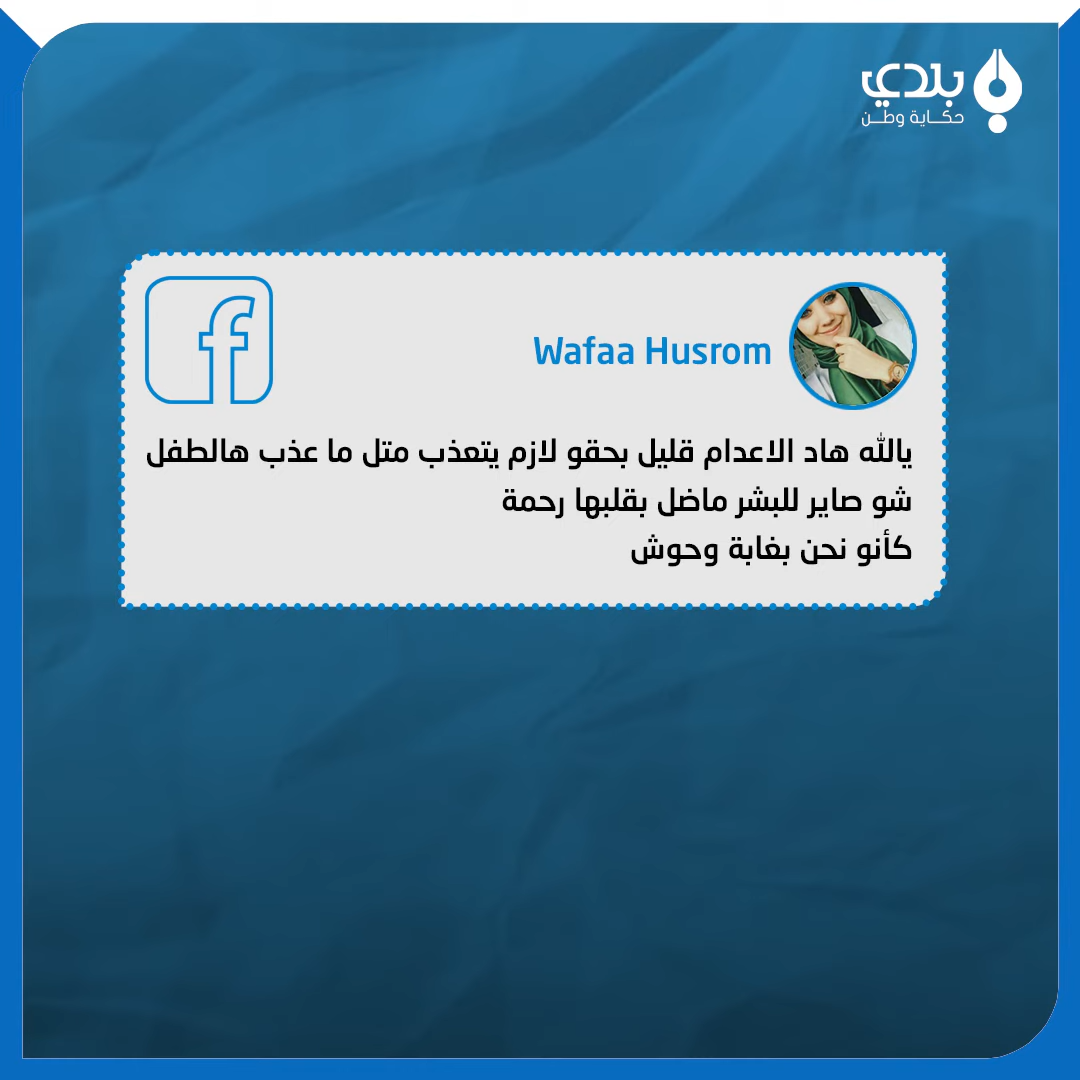 بلدي
حكاية وطن
Wafaa Husrom
يالله هاد الاعدام قليل بحقو لازم يتعذب متل ما عذب هالطفل
شو صاير للبشر ماضل بقلبها رحمة
كأنو نحن بغابة وحوش